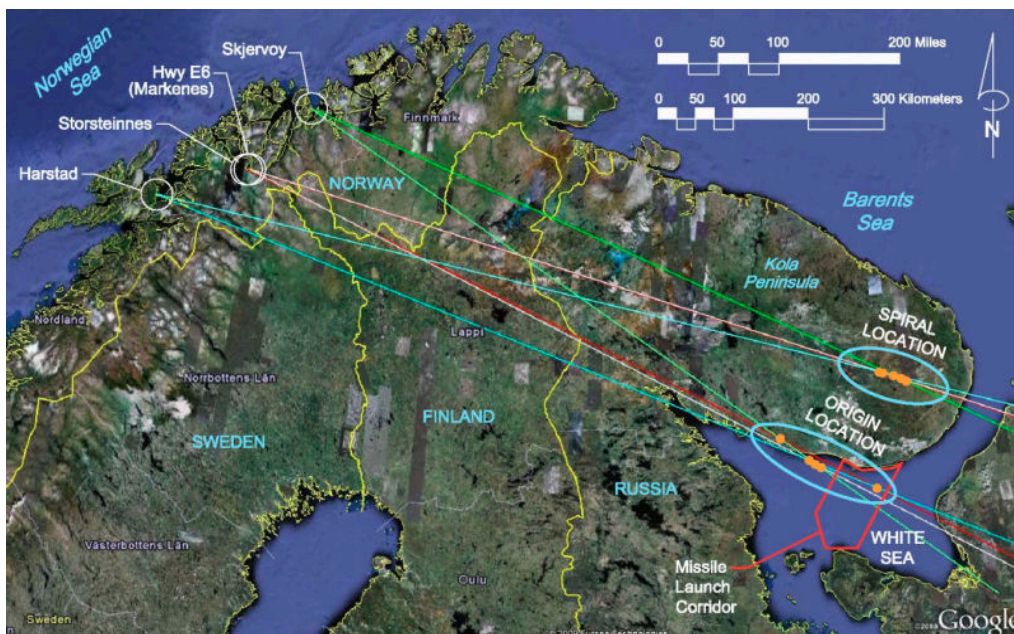 Norwegian
Sea
Skjervoy
Hwy E6
(Markenes)
Storsteinnes
Harstad
0 50 100 200 Miles
0 50 100 200 300 Kilometers
N
Finnmark
NORWAY
Barents
Sea
Kola
Peninsula
SPIRAL
LOCATION
Nordland
Lappi
Norrbottens Län
ORIGIN
LOCATION
SWEDEN
FINLAND
RUSSIA
WHITE
SEA
Västerbottens Län
Oulu
Missile
Launch
Corridor
Sweden
Google